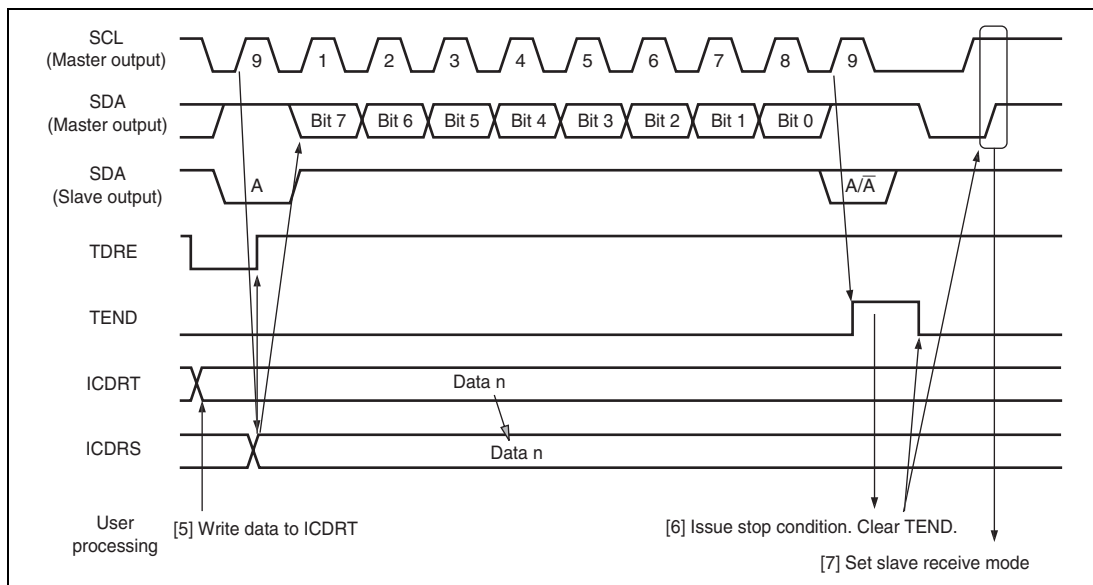 SCL
(Master output)
9 1 2 3 4 5 6 7 8 9
SDA
(Master output)
Bit 7 Bit 6 Bit 5 Bit 4 Bit 3 Bit 2 Bit 1 Bit 0
SDA
(Slave output)
A A/A̅
TDRE
TEND
ICDRT
Data n
ICDRS
Data n
User
processing
[5] Write data to ICDRT
[6] Issue stop condition. Clear TEND.
[7] Set slave receive mode